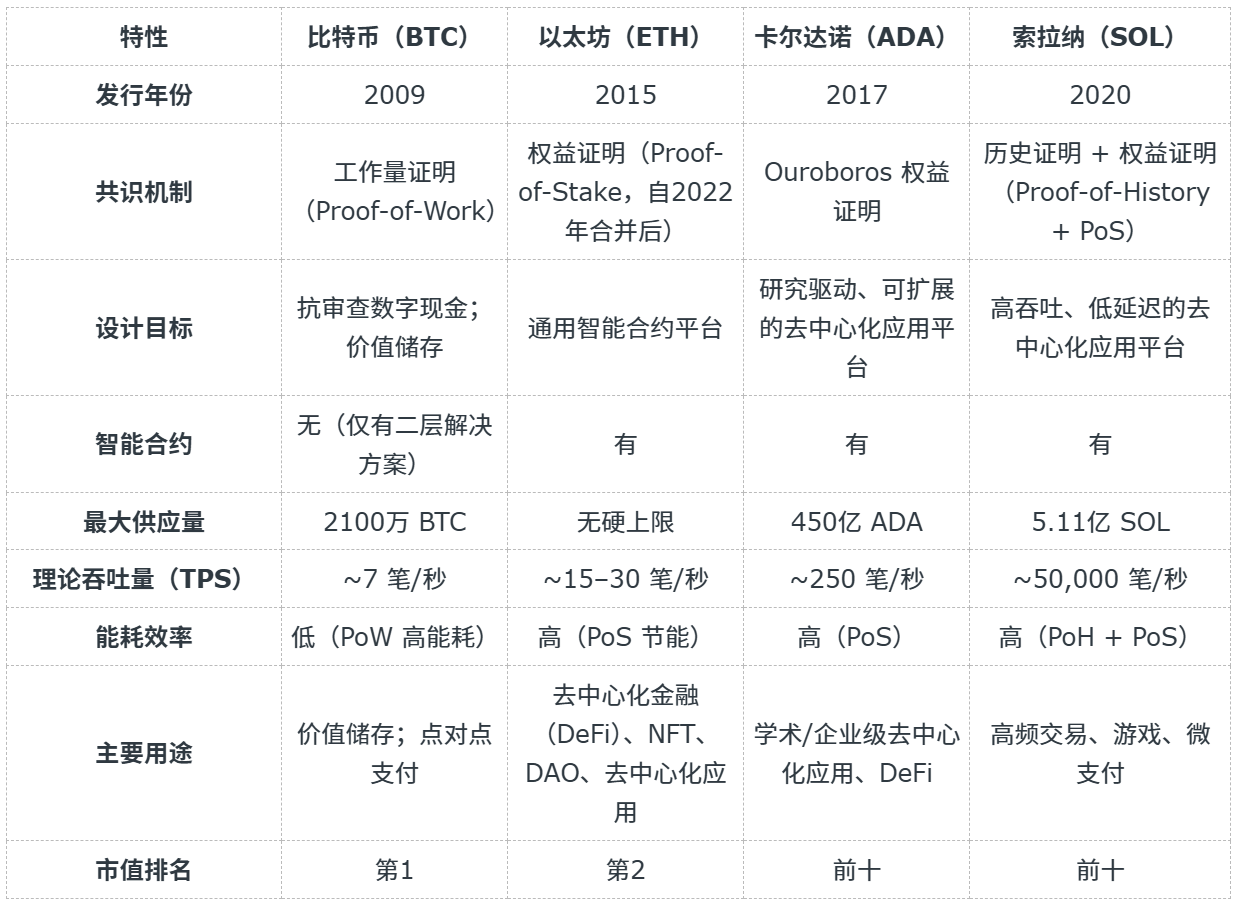 特性 比特币（BTC） 以太坊（ETH） 卡尔达诺（ADA） 索拉纳（SOL）
发行年份 2009 2015 2017 2020
共识机制
工作量证明
（Proof-of-Work）
权益证明（Proof-
of-Stake，自2022
年合并后）
Ouroboros 权益
证明
历史证明 + 权益证明
（Proof-of-History
+ PoS）
设计目标
抗审查数字现金；
价值储存
通用智能合约平台
研究驱动、可扩展
的去中心化应用平
台
高吞吐、低延迟的去
中心化应用平台
智能合约
无（仅有二层解决
方案）
有
有
有
最大供应量 2100万 BTC 无硬上限 450亿 ADA 5.11亿 SOL
理论吞吐量（TPS） ~7 笔/秒 ~15–30 笔/秒 ~250 笔/秒 ~50,000 笔/秒
能耗效率 低（PoW 高能耗） 高（PoS 节能） 高（PoS） 高（PoH + PoS）
主要用途
价值储存；点对点
支付
去中心化金融
（DeFi）、NFT、
DAO、去中心化应
用
学术/企业级去中心
化应用、DeFi
高频交易、游戏、微
支付
市值排名 第1 第2 前十 前十